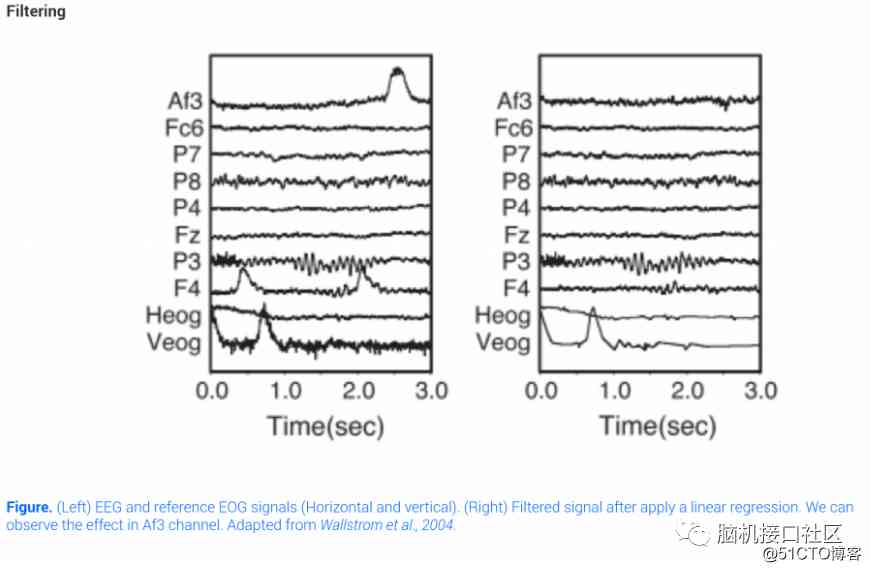 Filtering
Af3
Fc6
P7
P8
P4
Fz
P3
F4
Heog
Veog
0.0 1.0 2.0 3.0
Time(sec)
Af3
Fc6
P7
P8
P4
Fz
P3
F4
Heog
Veog
0.0 1.0 2.0 3.0
Time(sec)
Figure. (Left) EEG and reference EOG signals (Horizontal and vertical). (Right) Filtered signal after apply a linear regression. We can
observe the effect in Af3 channel. Adapted from Wallstrom et al., 2004.
脑机接口社区
@51CTO博客